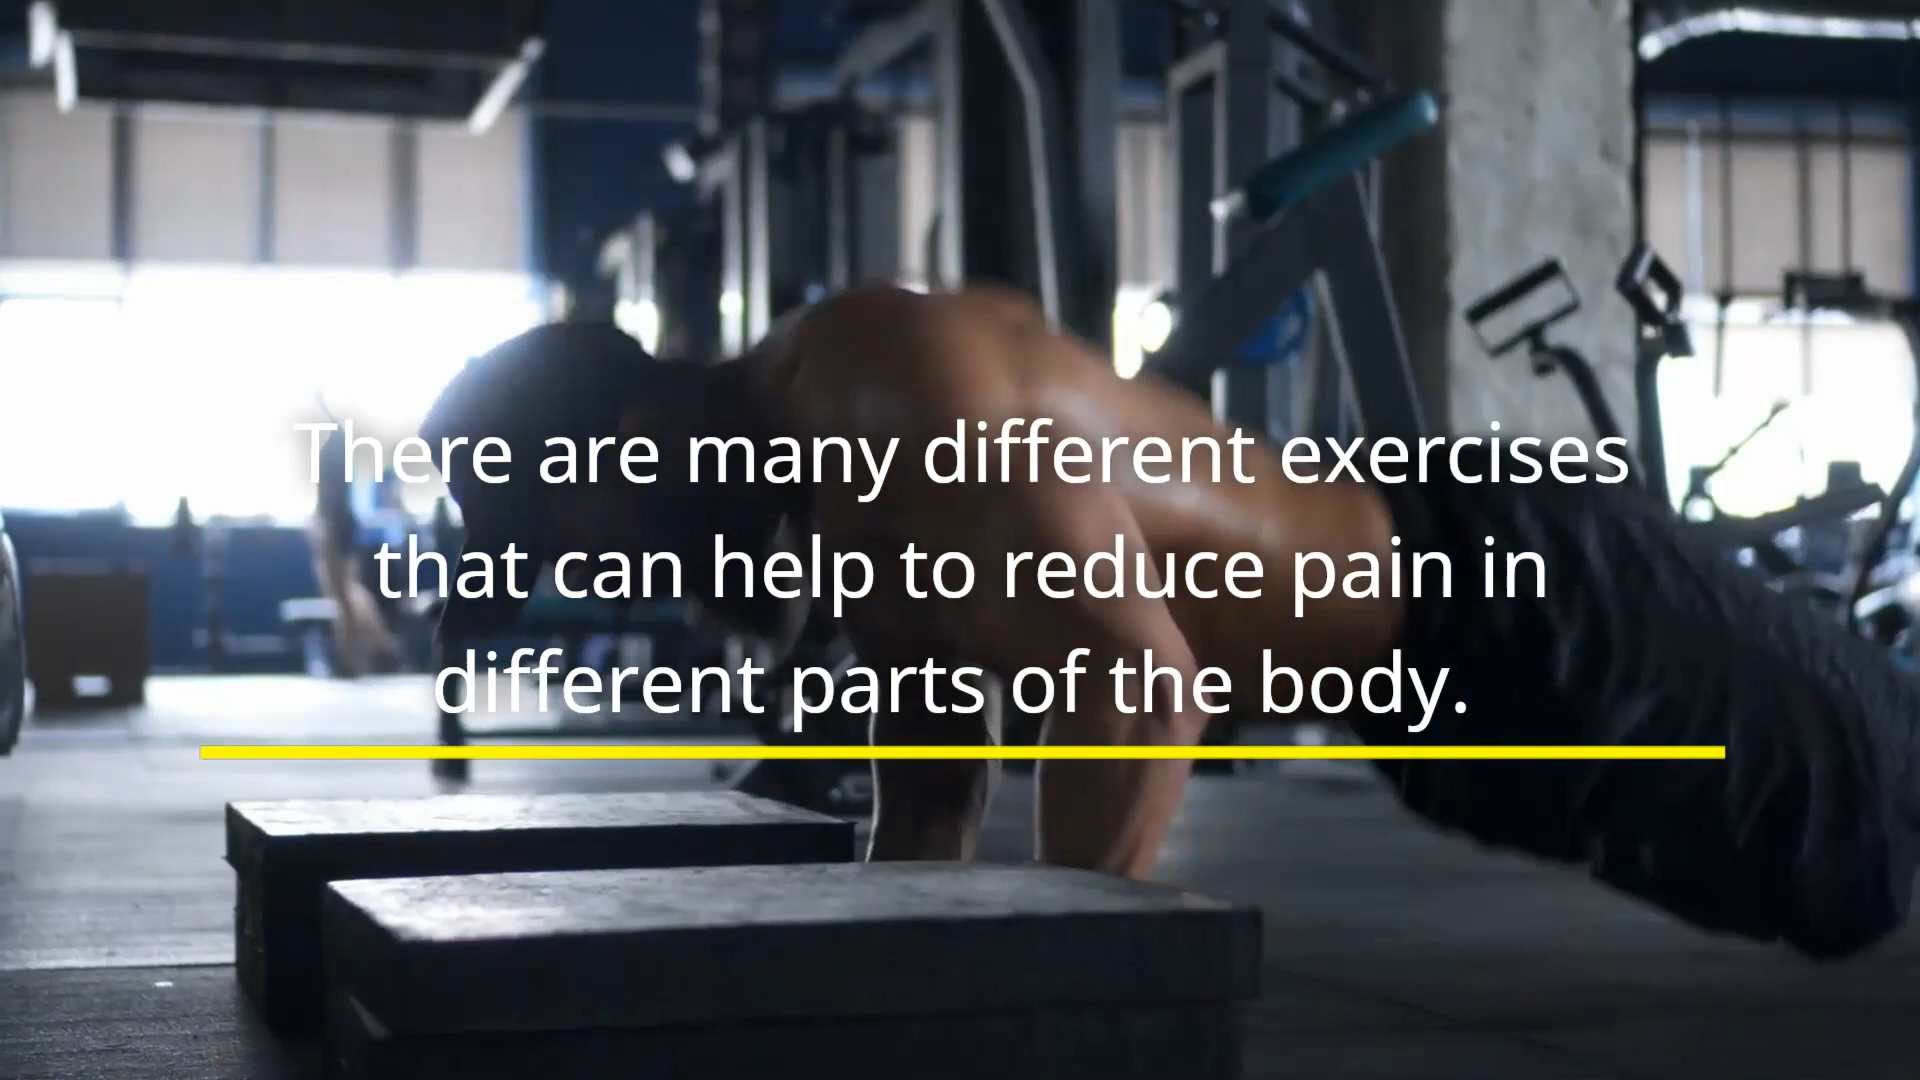 There are many different exercises
that can help to reduce pain in
different parts of the body.